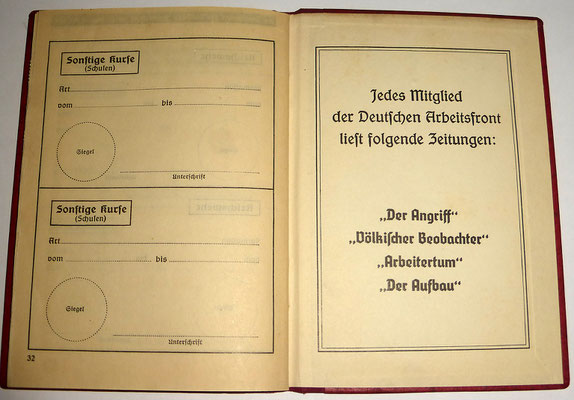 Sonstige Kurse
(Schulen)
Art
vom bis
Siegel
Unterschrift
Sonstige Kurse
(Schulen)
Art
vom bis
Siegel
Unterschrift
32
Jedes Mitglied
der Deutschen Arbeitsfront
liest folgende Zeitungen:
„Der Angriff“
„Völkischer Beobachter“
„Arbeitertum“
„Der Aufbau“